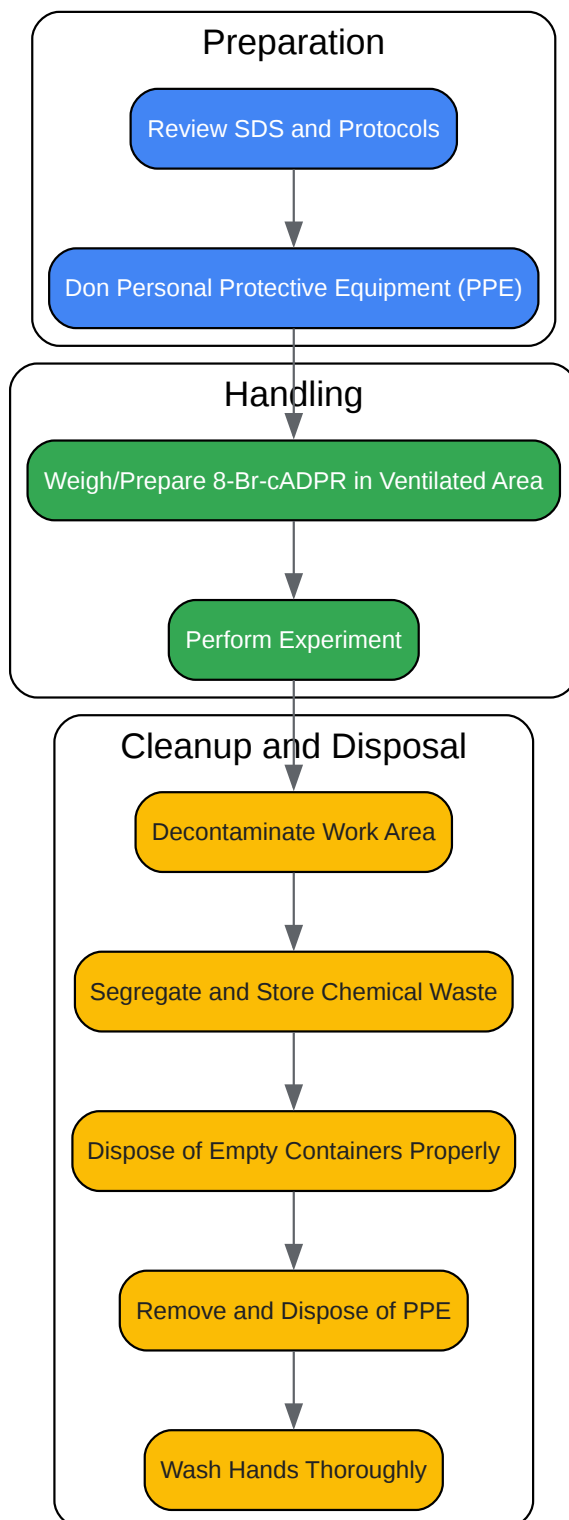 Preparation
Review SDS and Protocols
Don Personal Protective Equipment (PPE)
Handling
Weigh/Prepare 8-Br-cADPR in Ventilated Area
Perform Experiment
Cleanup and Disposal
Decontaminate Work Area
Segregate and Store Chemical Waste
Dispose of Empty Containers Properly
Remove and Dispose of PPE
Wash Hands Thoroughly